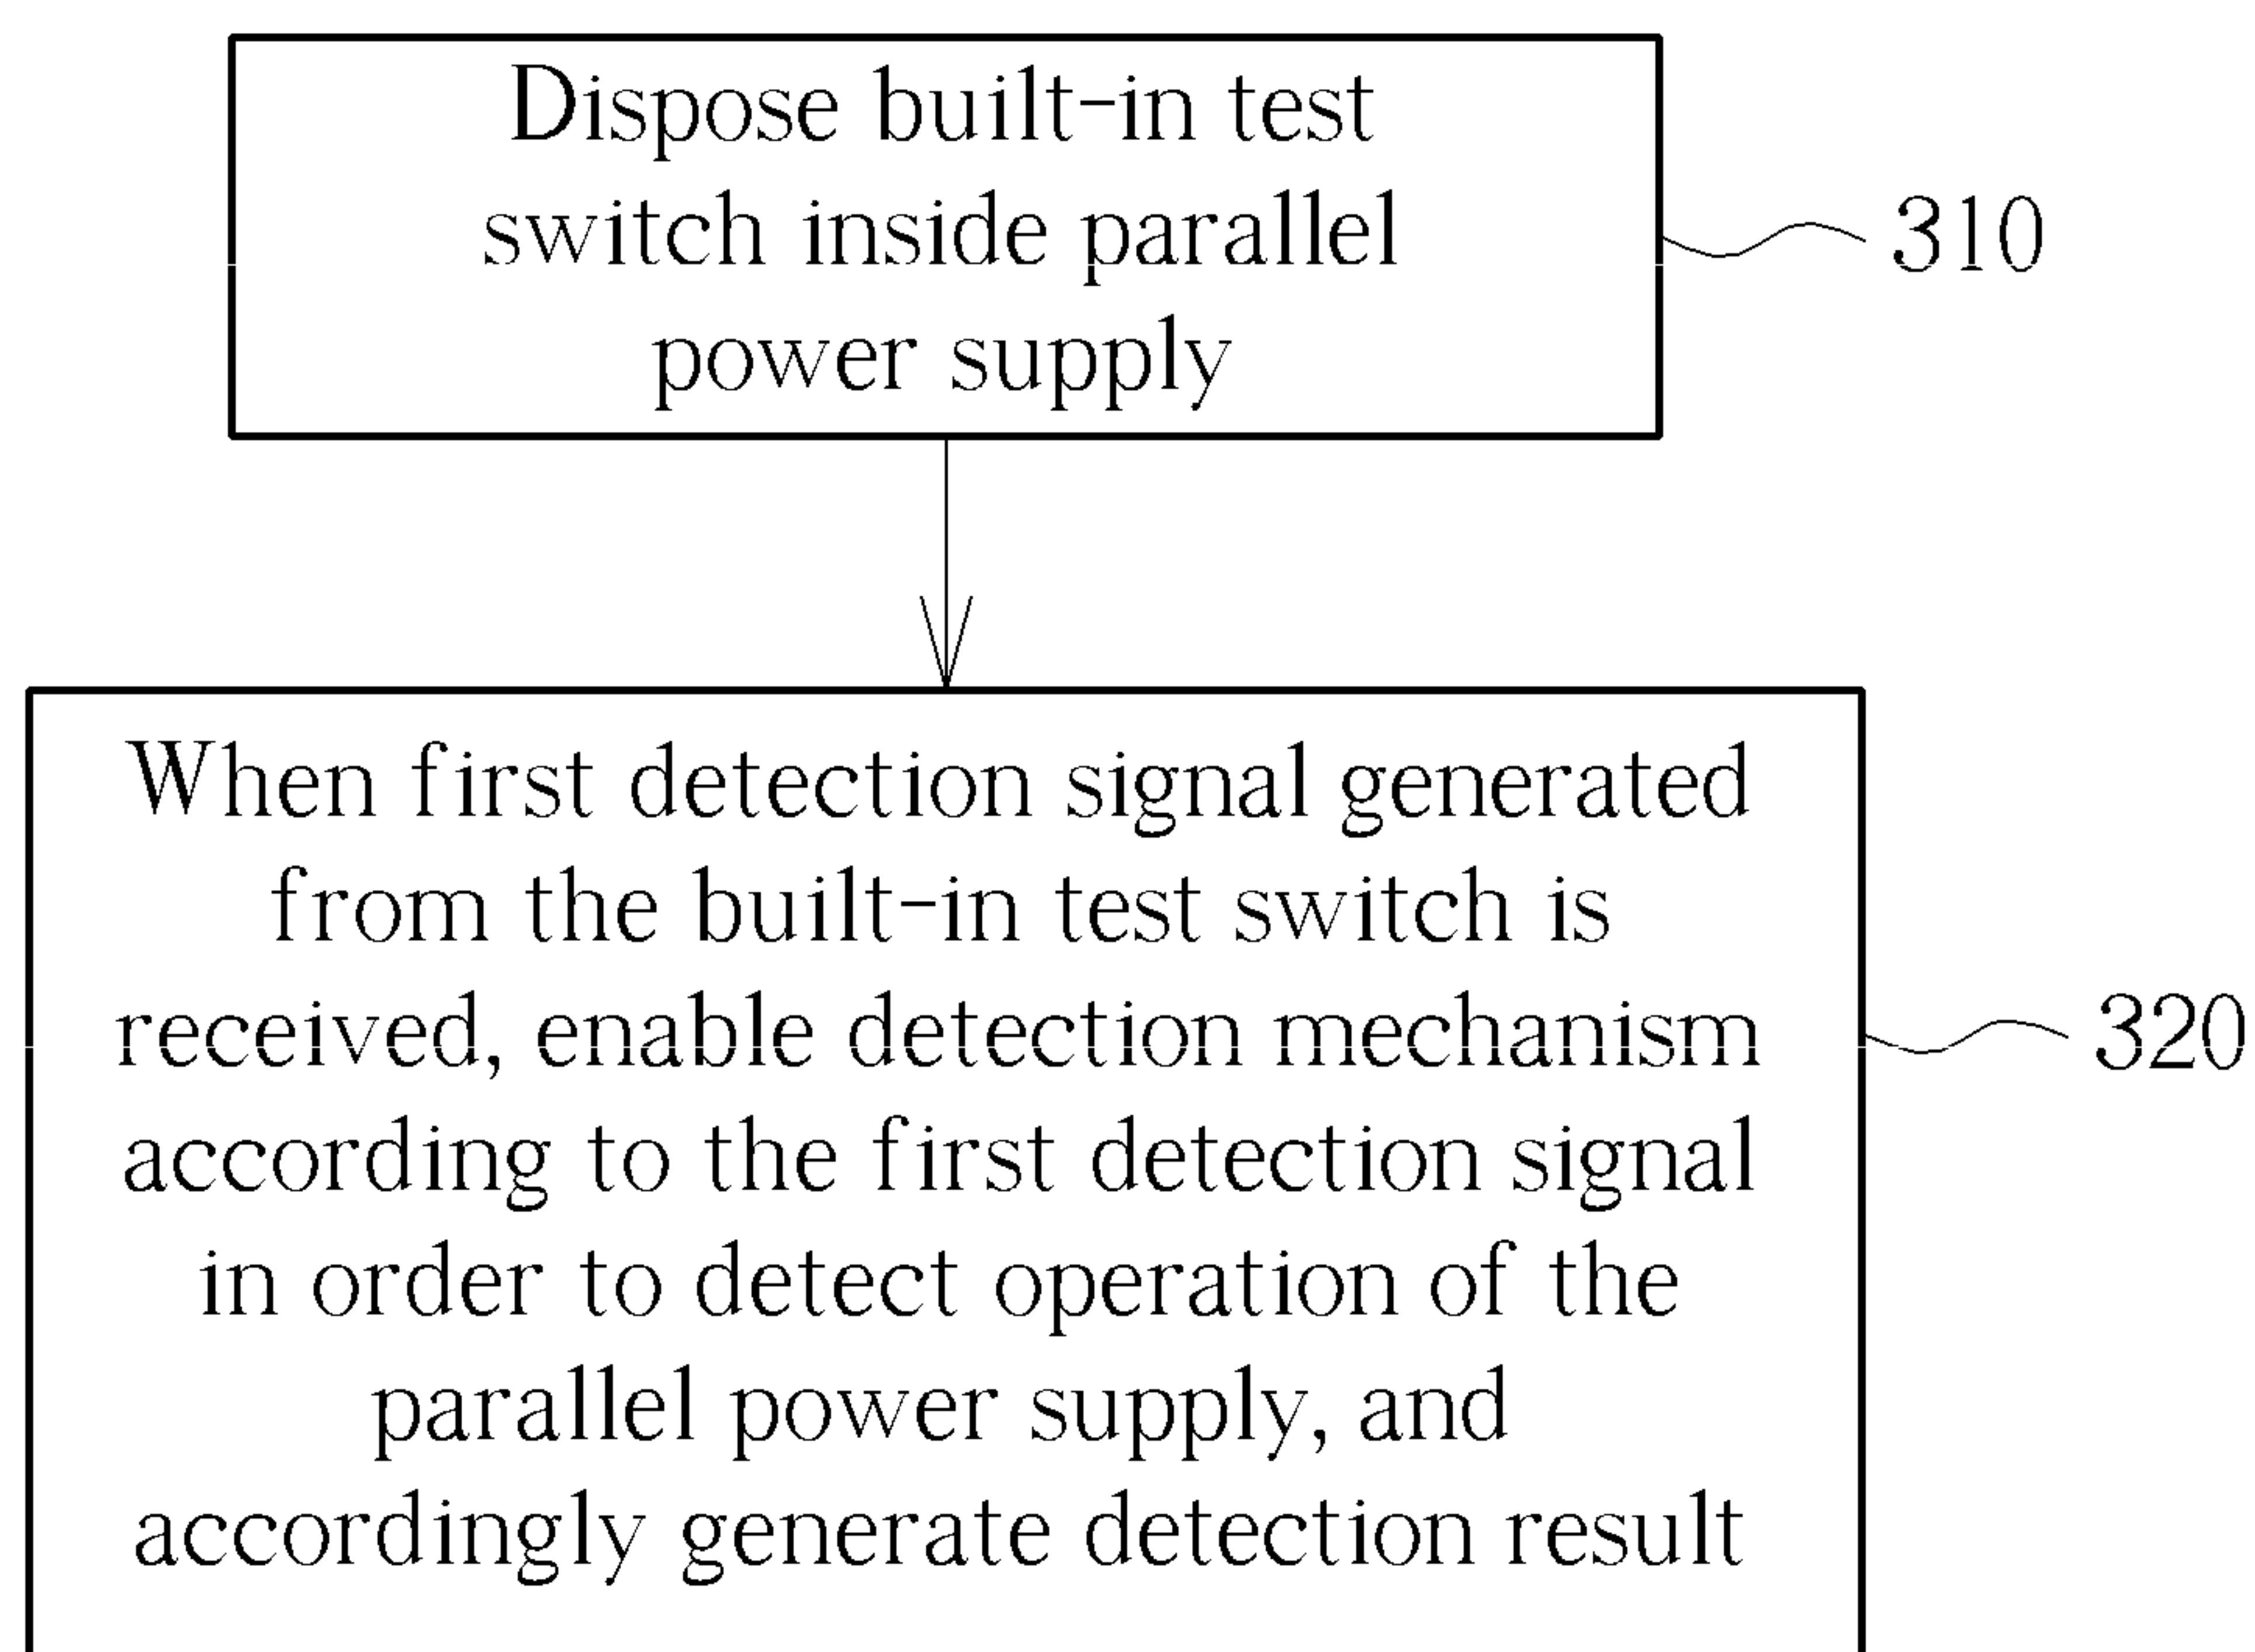 Dispose built-in test
switch inside parallel
power supply
310
When first detection signal generated
from the built-in test switch is
received, enable detection mechanism
according to the first detection signal
in order to detect operation of the
parallel power supply, and
accordingly generate detection result
320